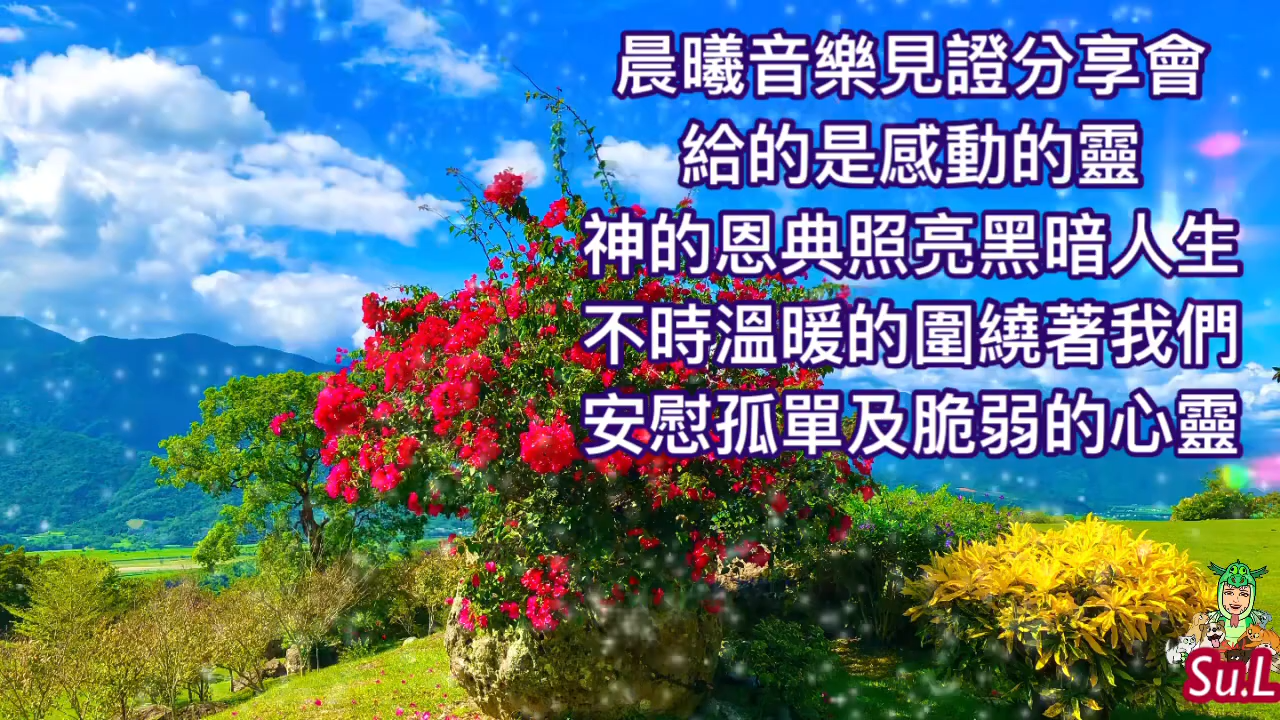 晨曦音樂見證分享會
給的是感動的靈
神的恩典照亮黑暗人生
不時溫暖的圍繞著我們
安慰孤單及脆弱的心靈
Su.L